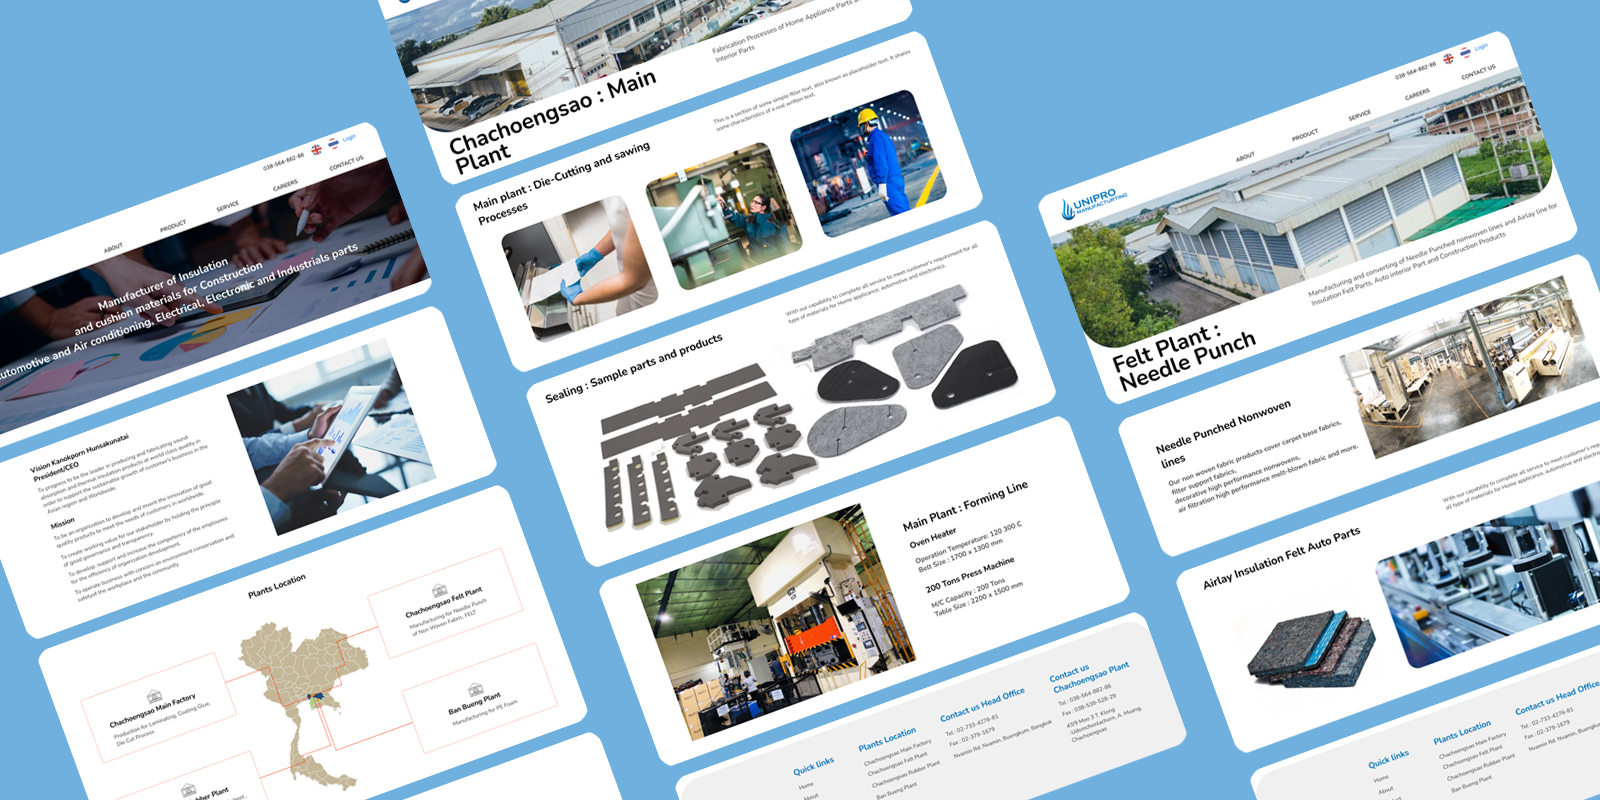 038-564-882-86
Login
ABOUT
PRODUCT
SERVICE
CAREERS
CONTACT US
Manufacturer of Insulation
and cushion materials for Construction
utomotive and Air conditioning, Electrical, Electronic and Industrials parts
Vision Kanokporn Hunsakunatai
President/CEO
To progress to be the leader in producing and fabricating sound
absorption and thermal insulation products at world class quality in
order to support the sustainable growth of customer's business in the
Asian region and Worldwide.
Mission
To be an organization to develop and inventm the innovation of good
quality products to meet the needs of customers in worldwide.
To create working value for our stakeholder by holding the principle
of good governance and transparency.
To develop, support and increase the competency of the employees
for the efficiency of organization development.
To operate business with concern on environment conservation and
safetyof the workplace and the community.
Plants Location
Chachoengsao Felt Plant
Manufacturing for Needle Punch
of Non Woven Fabric, FELT
Chachoengsao Main Factory
Production for Laminating, Coating Glue,
Die Cut Process
Ban Bueng Plant
Manufacturing for PE Foam
bber Plant
Fabrication Processes of Home Appliance Parts
Interior Parts
Chachoengsao : Main
Plant
This is a section of some simple filler text, also known as placeholder text. It shares
some characteristics of a real written text.
Main plant : Die-Cutting and sawing
Processes
With our capability to complete all service to meet customer's requirement for all
type of materials for Home applicance, automotive and electronics.
Sealing : Sample parts and products
Main Plant : Forming Line
Oven Heater
Operation Temperature: 120 300 C
Belt Size : 1700 x 1300 mm
200 Tons Press Machine
M/C Capacity : 200 Tons
Table Size : 2200 x 1500 mm
Quick links
Home
About
Plants Location
Chachoengsao Main Factory
Chachoengsao Felt Plant
Chachoengsao Rubber Plant
Ban Bueng Plant
Contact us Head Office
Tel : 02-733-4276-81
Fax : 02-379-1679
Nvamin Rd. Nvamin, Buengkum, Bangkok
Contact us
Chachoengsao Plant
Tel : 038-564-882-86
Fax : 038-539-528-29
43/9 Moo 3 T. Klong
-Udomcholachorn, A. Muang,
Chachoengsao
038-564-882-86
Login
ABOUT
PRODUCT
SERVICE
CAREERS
CONTACT US
UNIPRO
MANUFACTURTING
Manufacturing and converting of Needle Punched nonwoven lines and Airlay line for
Insulation Felt Parts, Auto interior Part and Construction Products
Felt Plant :
Needle Punch
Needle Punched Nonwoven
lines
Our non woven fabric products cover carpet base fabrics,
filter support fabrics,
decorative high performance nonwovens,
air filtration high performance melt-blown fabric and more.
With our capability to complete all service to meet customer's
all type of materials for Home applicance, automotive and
Airlay Insulation Felt Auto Parts
Quick links
Home
About
Plants Location
Chachoengsao Main Factory
Chachoengsao Felt Plant
Chachoengsao Rubber Plant
Ban Bueng Plant
Contact us Head Office
Tel : 02-733-4276-81
Fax : 02-379-1679
Nvamin Rd. Nvamin,